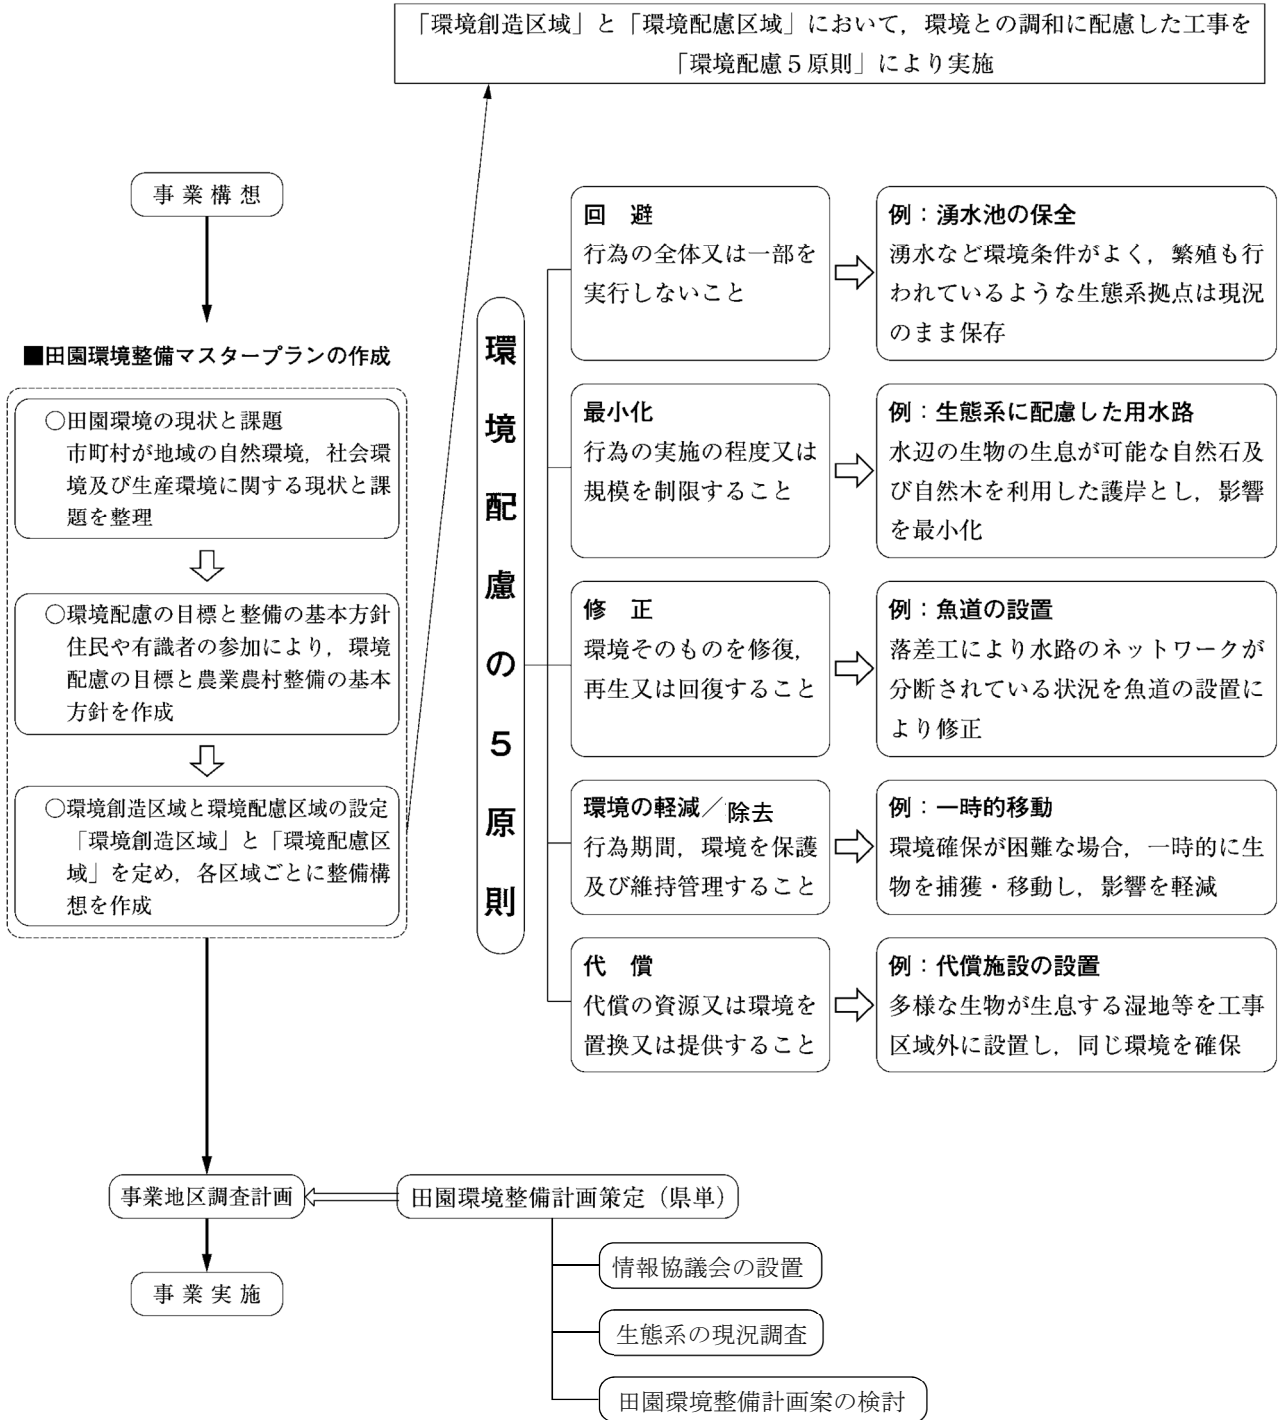 「環境創造区域」と「環境配慮区域」において，環境との調和に配慮した工事を
「環境配慮５原則」により実施
事業構想
■田園環境整備マスタープランの作成
○田園環境の現状と課題
市町村が地域の自然環境，社会環
境及び生産環境に関する現状と課
題を整理
○環境配慮の目標と整備の基本方針
住民や有識者の参加により，環境
配慮の目標と農業農村整備の基本
方針を作成
○環境創造区域と環境配慮区域の設定
「環境創造区域」と「環境配慮区
域」を定め，各区域ごとに整備構
想を作成
環境配慮の５原則
回　避
行為の全体又は一部を
実行しないこと
例：湧水池の保全
湧水など環境条件がよく，繁殖も行
われているような生態系拠点は現況
のまま保存
最小化
行為の実施の程度又は
規模を制限すること
例：生態系に配慮した用水路
水辺の生物の生息が可能な自然石及
び自然木を利用した護岸とし，影響
を最小化
修　正
環境そのものを修復，
再生又は回復すること
例：魚道の設置
落差工により水路のネットワークが
分断されている状況を魚道の設置に
より修正
環境の軽減／除去
行為期間，環境を保護
及び維持管理すること
例：一時的移動
環境確保が困難な場合，一時的に生
物を捕獲・移動し，影響を軽減
代　償
代償の資源又は環境を
置換又は提供すること
例：代償施設の設置
多様な生物が生息する湿地等を工事
区域外に設置し，同じ環境を確保
事業地区調査計画
田園環境整備計画策定（県単）
情報協議会の設置
事業実施
生態系の現況調査
田園環境整備計画案の検討